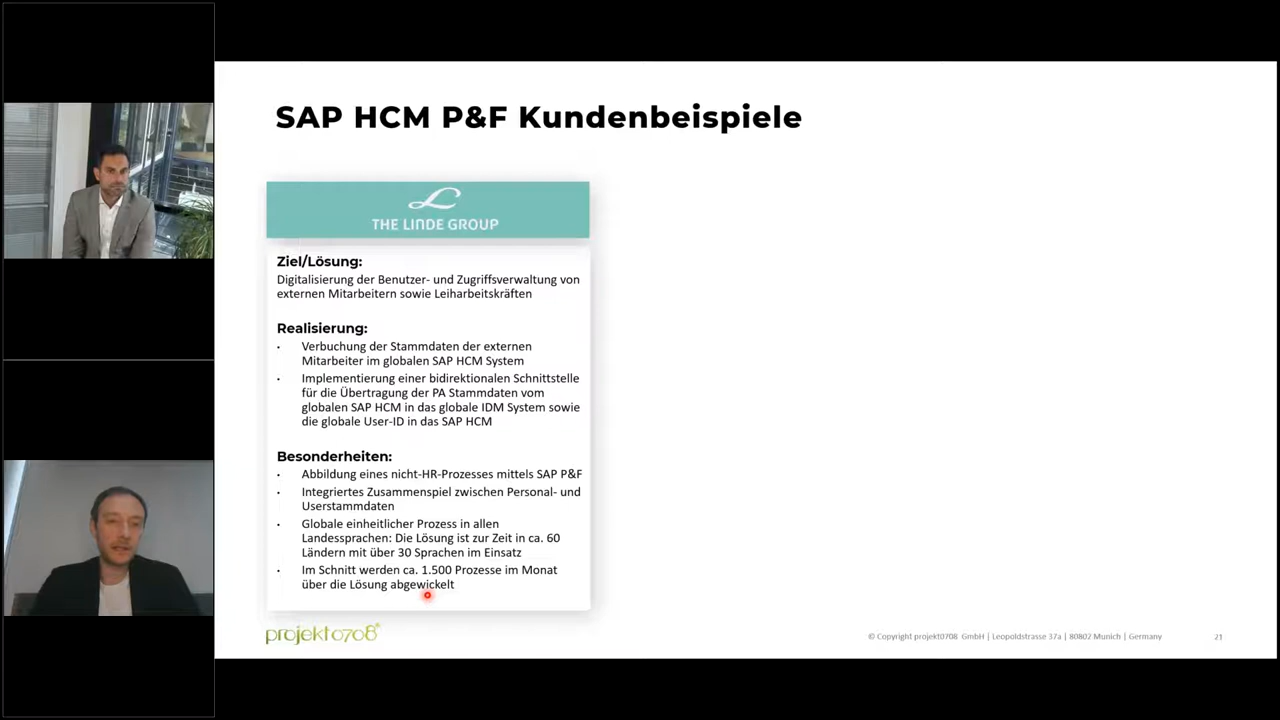 SAP HCM P&F Kundenbeispiele
THE LINDE GROUP
Ziel/Lösung:
Digitalisierung der Benutzer- und Zugriffsverwaltung von
externen Mitarbeitern sowie Leiharbeitskräften
Realisierung:
· Verbuchung der Stammdaten der externen
Mitarbeiter im globalen SAP HCM System
· Implementierung einer bidirektionalen Schnittstelle
für die Übertragung der PA Stammdaten vom
globalen SAP HCM in das globale IDM System sowie
die globale User-ID in das SAP HCM
Besonderheiten:
· Abbildung eines nicht-HR-Prozesses mittels SAP P&F
· Integriertes Zusammenspiel zwischen Personal- und
Userstammdaten
· Globale einheitlicher Prozess in allen
Landessprachen: Die Lösung ist zur Zeit in ca. 60
Ländern mit über 30 Sprachen im Einsatz
· Im Schnitt werden ca. 1.500 Prozesse im Monat
über die Lösung abgewickelt
projekt0708®
© Copyright projekt0708 GmbH | Leopoldstrasse 37a | 80802 Munich | Germany
21